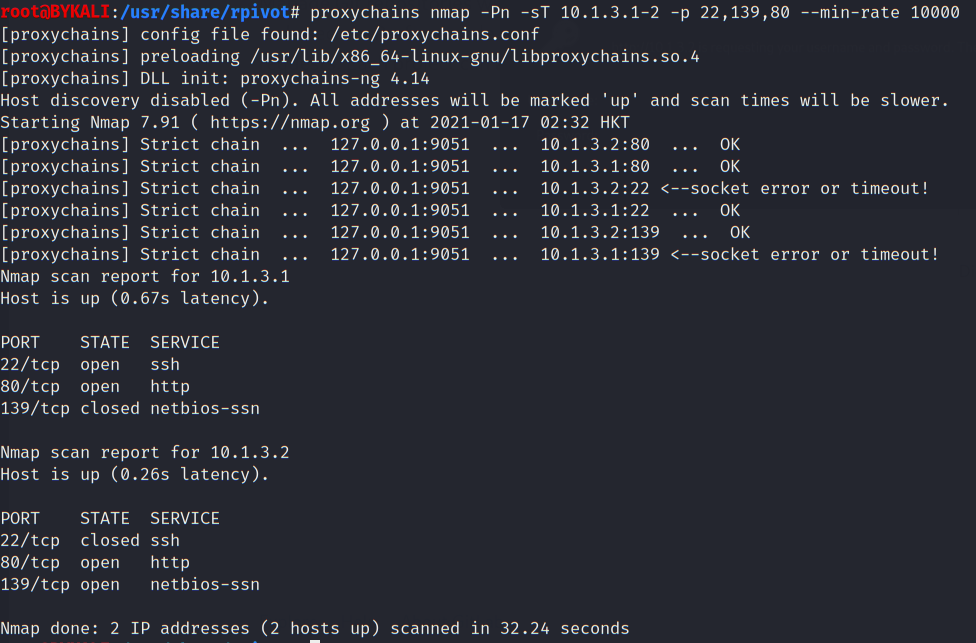 root@BYKALI:/usr/share/rpivot# proxychains nmap -Pn -sT 10.1.3.1-2 -p 22,139,80 --min-rate 10000
[proxychains] config file found: /etc/proxychains.conf
[proxychains] preloading /usr/lib/x86_64-linux-gnu/libproxychains.so.4
[proxychains] DLL init: proxychains-ng 4.14
Host discovery disabled (-Pn). All addresses will be marked 'up' and scan times will be slower.
Starting Nmap 7.91 ( https://nmap.org ) at 2021-01-17 02:32 HKT
[proxychains] Strict chain  ...  127.0.0.1:9051  ...  10.1.3.2:80  ...  OK
[proxychains] Strict chain  ...  127.0.0.1:9051  ...  10.1.3.1:80  ...  OK
[proxychains] Strict chain  ...  127.0.0.1:9051  ...  10.1.3.2:22 <--socket error or timeout!
[proxychains] Strict chain  ...  127.0.0.1:9051  ...  10.1.3.1:22  ...  OK
[proxychains] Strict chain  ...  127.0.0.1:9051  ...  10.1.3.2:139  ...  OK
[proxychains] Strict chain  ...  127.0.0.1:9051  ...  10.1.3.1:139 <--socket error or timeout!
Nmap scan report for 10.1.3.1
Host is up (0.67s latency).

PORT    STATE  SERVICE
22/tcp  open   ssh
80/tcp  open   http
139/tcp closed netbios-ssn

Nmap scan report for 10.1.3.2
Host is up (0.26s latency).

PORT    STATE  SERVICE
22/tcp  closed ssh
80/tcp  open   http
139/tcp open   netbios-ssn

Nmap done: 2 IP addresses (2 hosts up) scanned in 32.24 seconds